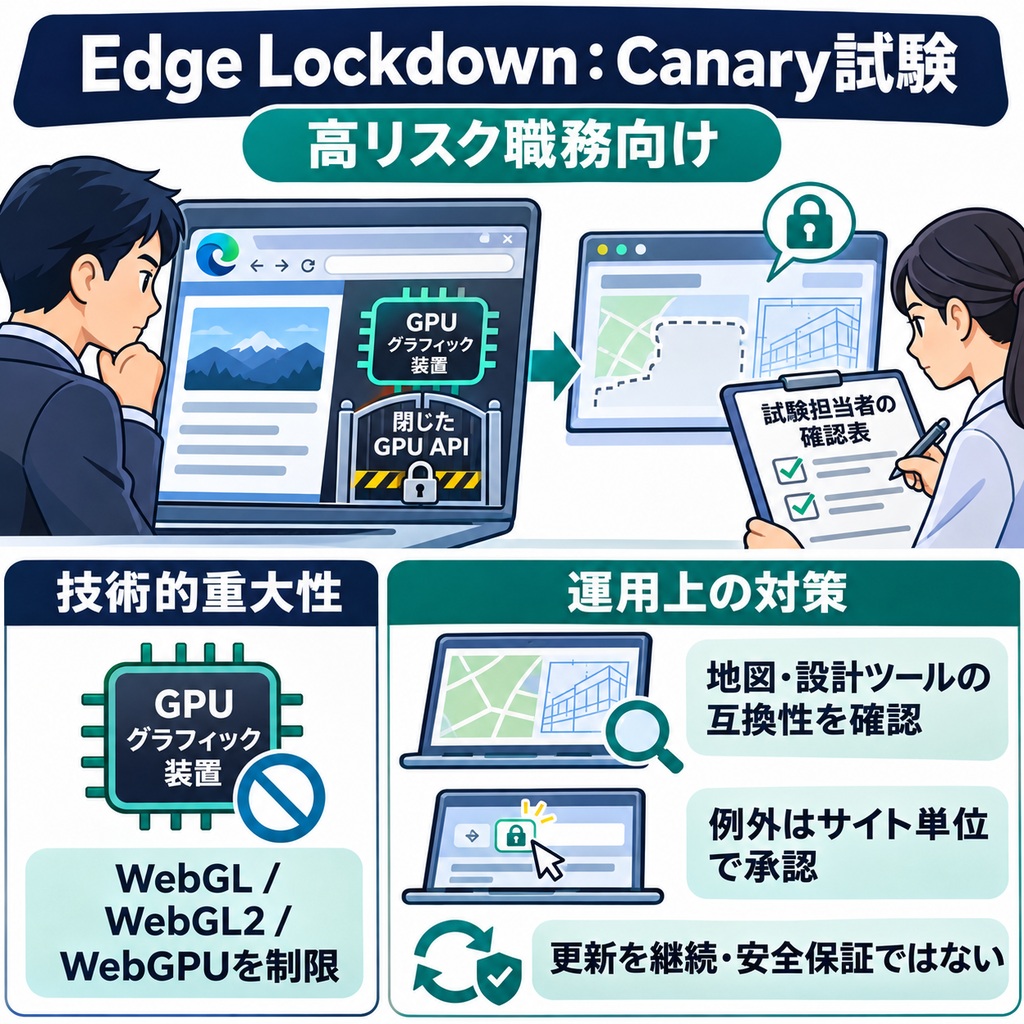 Edge Lockdown：Canary試験
高リスク職務向け
GPU
グラフィック
装置
閉じた
GPU API
試験担当者の
確認表
技術的重大性
GPU
グラフィック
装置
WebGL /
WebGL2 /
WebGPUを制限
運用上の対策
地図・設計ツールの
互換性を確認
例外はサイト単位
で承認
更新を継続・安全保証ではない